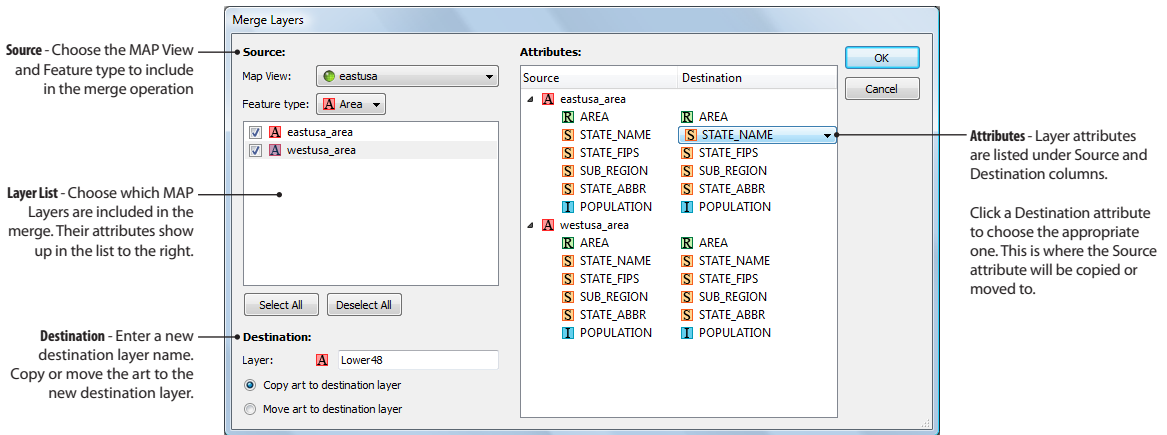 Merge Layers
Source - Choose the MAP View
and Feature type to include
in the merge operation
Layer List - Choose which MAP
Layers are included in the
merge. Their attributes show
up in the list to the right.
Destination - Enter a new
destination layer name.
Copy or move the art to the
new destination layer.
Source:
Map View: eastusa
Feature type: A Area
A eastusa_area
A westusa_area
Select All Deselect All
Destination:
Layer: A Lower48
Copy art to destination layer
Move art to destination layer
Attributes:
Source Destination
A eastusa_area
R AREA R AREA
S STATE_NAME S STATE_NAME
S STATE_FIPS S STATE_FIPS
S SUB_REGION S SUB_REGION
S STATE_ABBR S STATE_ABBR
I POPULATION I POPULATION
A westusa_area
R AREA R AREA
S STATE_NAME S STATE_NAME
S STATE_FIPS S STATE_FIPS
S SUB_REGION S SUB_REGION
S STATE_ABBR S STATE_ABBR
I POPULATION I POPULATION
OK
Cancel
Attributes - Layer attributes
are listed under Source and
Destination columns.
Click a Destination attribute
to choose the appropriate
one. This is where the Source
attribute will be copied or
moved to.